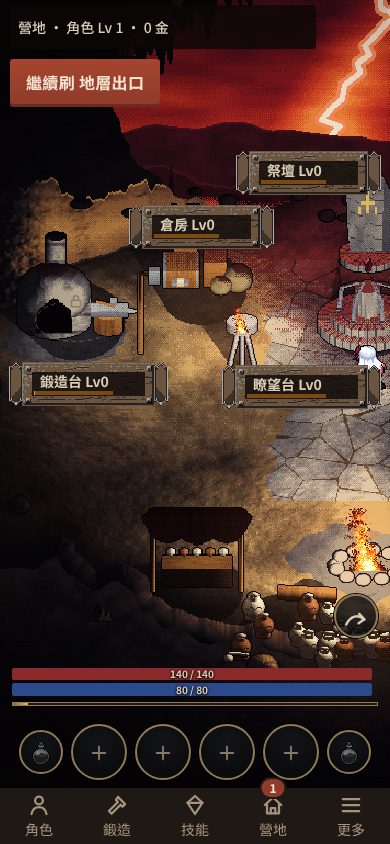 營地 · 角色 Lv 1 · 0 金
繼續刷 地層出口
祭壇 Lv0
倉房 Lv0
鍛造台 Lv0
瞭望台 Lv0
140 / 140
80 / 80
1
角色
鍛造
技能
營地
更多